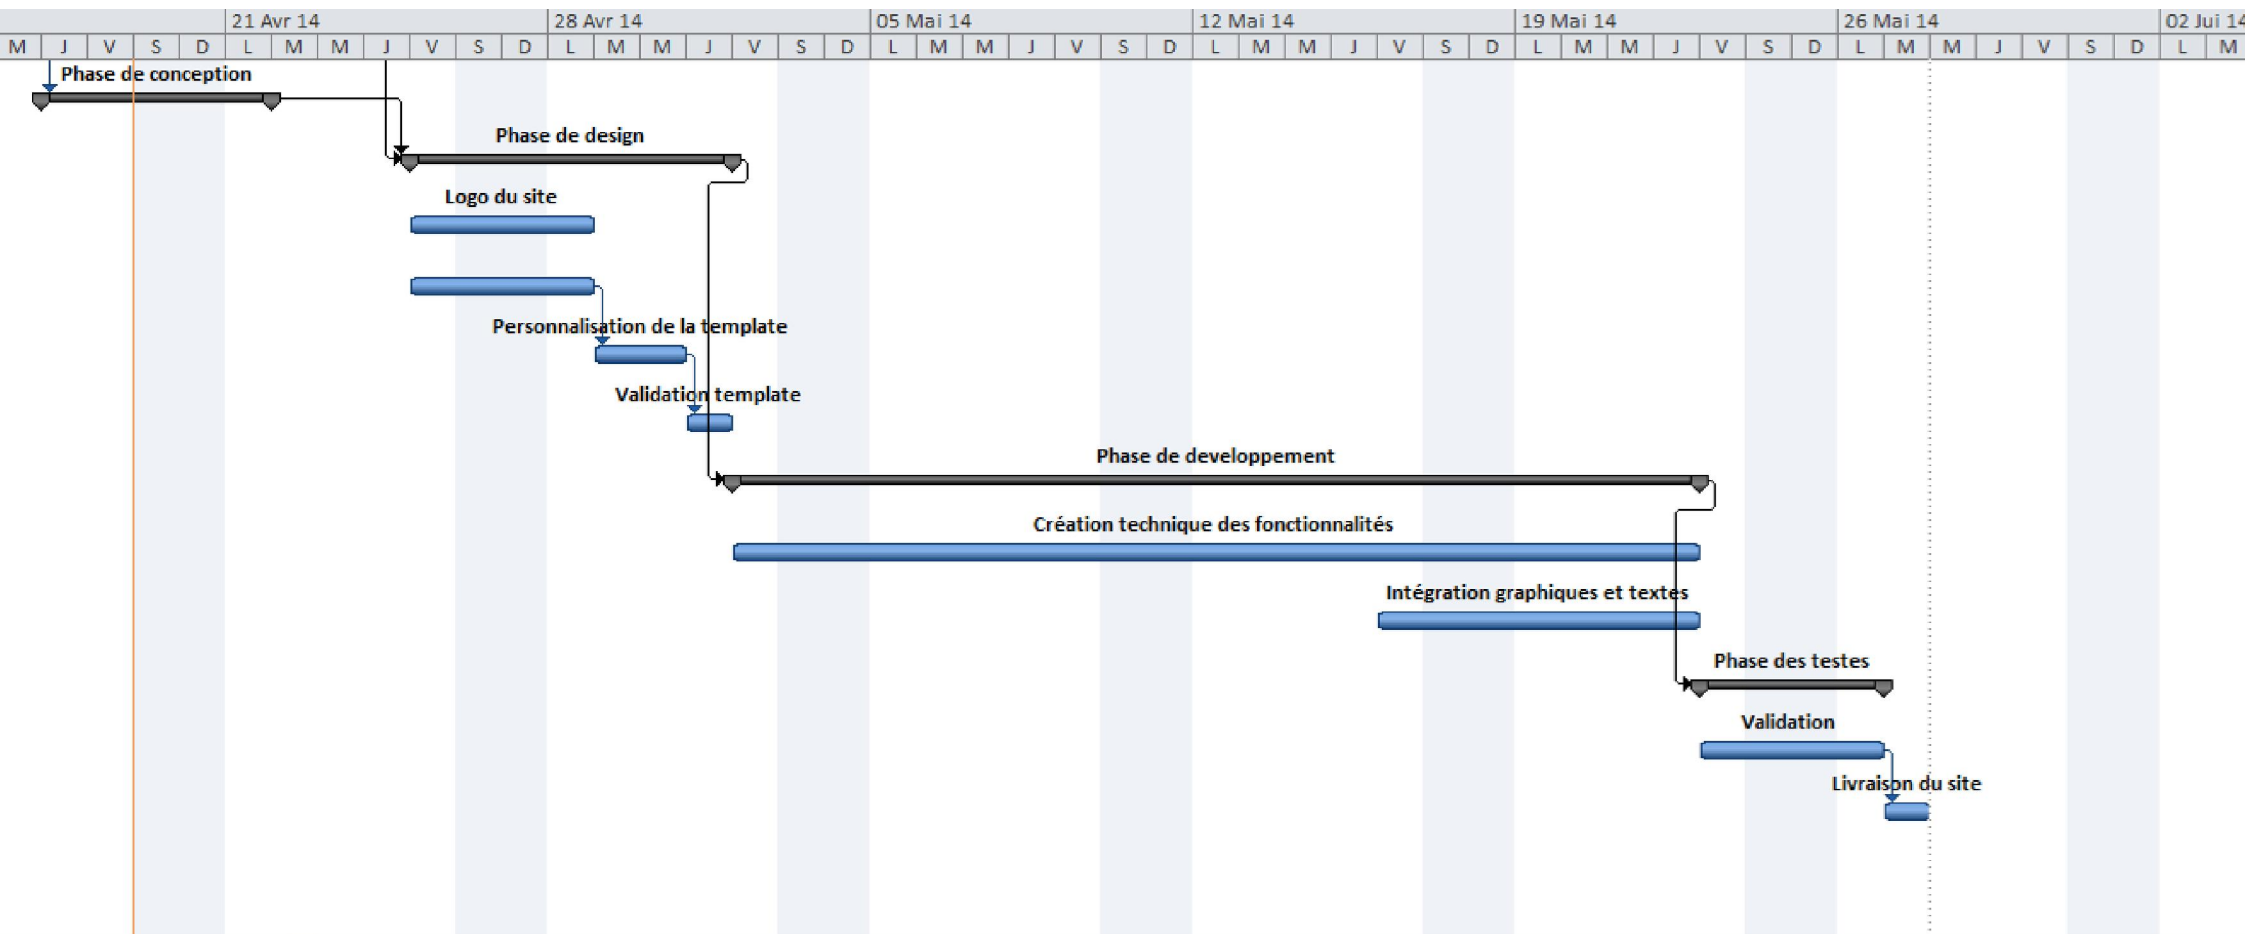 21 Avr 14 28 Avr 14 05 Mai 14 12 Mai 14 19 Mai 14 26 Mai 14 02 Jui 14
M J V S D L M M J V S D L M M J V S D L M M J V S D L M M J V S D L M M J V S D L M M J V S D L M
Phase de conception
Phase de design
Logo du site
Personnalisation de la template
Validation template
Phase de developpement
Création technique des fonctionnalités
Intégration graphiques et textes
Phase des testes
Validation
Livraison du site